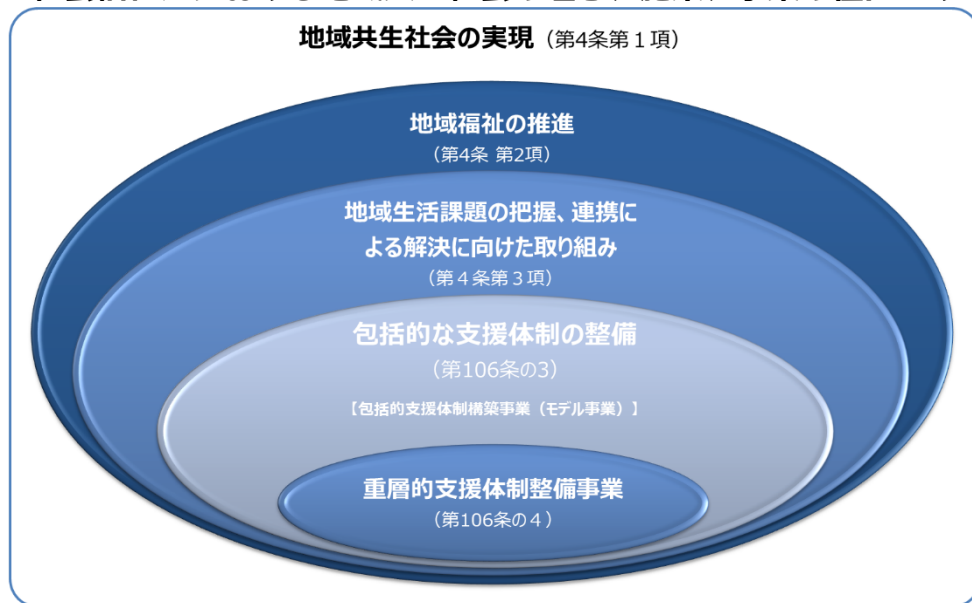 地域共生社会の実現（第4条第１項）
地域福祉の推進
（第4条 第2項）
地域生活課題の把握、連携に
よる解決に向けた取り組み
（第４条第３項）
包括的な支援体制の整備
（第106条の3）
【包括的支援体制構築事業（モデル事業）】
重層的支援体制整備事業
（第106条の４）